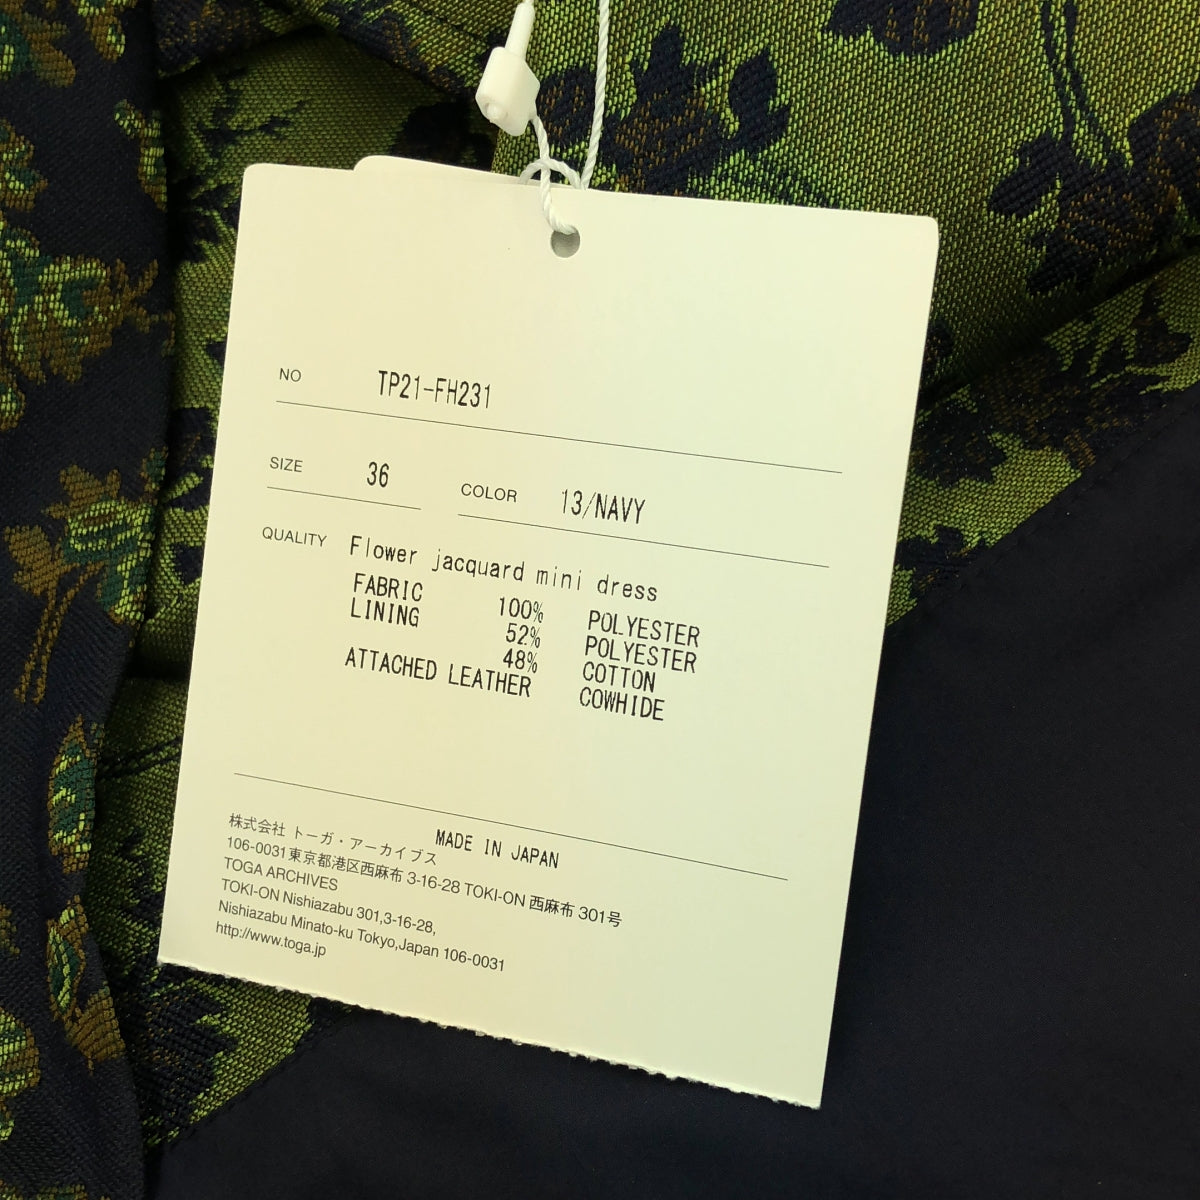 NO TP21-FH231
SIZE 36 COLOR 13/NAVY
QUALITY Flower jacquard mini dress
FABRIC 100% POLYESTER
LINING 52% POLYESTER
48% COTTON
ATTACHED LEATHER COWHIDE
MADE IN JAPAN
株式会社 トーガ・アーカイブス
106-0031東京都港区西麻布 3-16-28 TOKI-ON 西麻布 301号
TOGA ARCHIVES
TOKI-ON Nishiazabu 301,3-16-28,
Nishiazabu Minato-ku Tokyo,Japan 106-0031
http://www.toga.jp